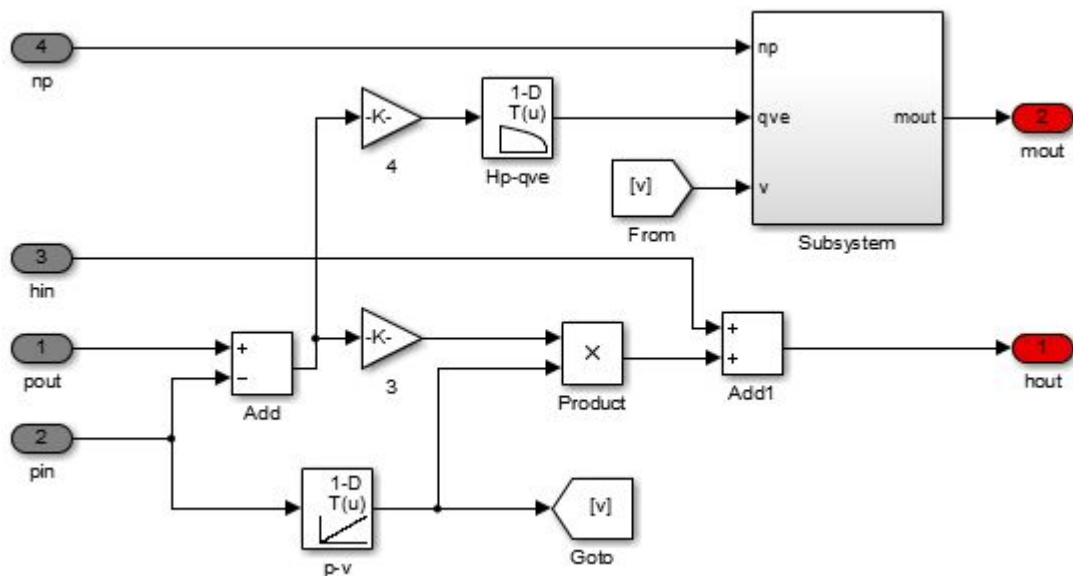 4
np
-K-
4
1-D
T(u)
Hp-qve
[v]
From
np
qve
v
mout
Subsystem
2
mout
3
hin
1
pout
+
−
Add
-K-
3
×
Product
+
+
Add1
1
hout
2
pin
1-D
T(u)
p-v
[v]
Goto